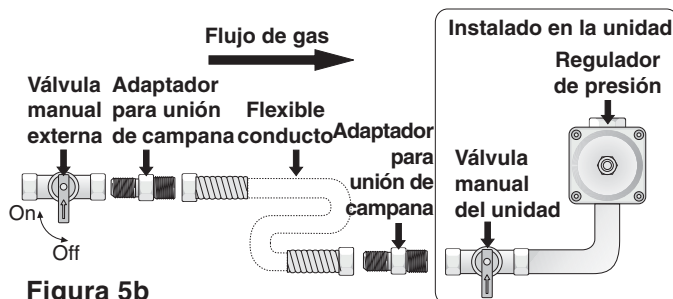 Flujo de gas
Instalado en la unidad
Regulador
de presión
Válvula
manual
externa
Adaptador
para unión
de campana
Flexible
conducto
Adaptador
para
unión de
campana
Válvula
manual
del unidad
On
Off
Figura 5b